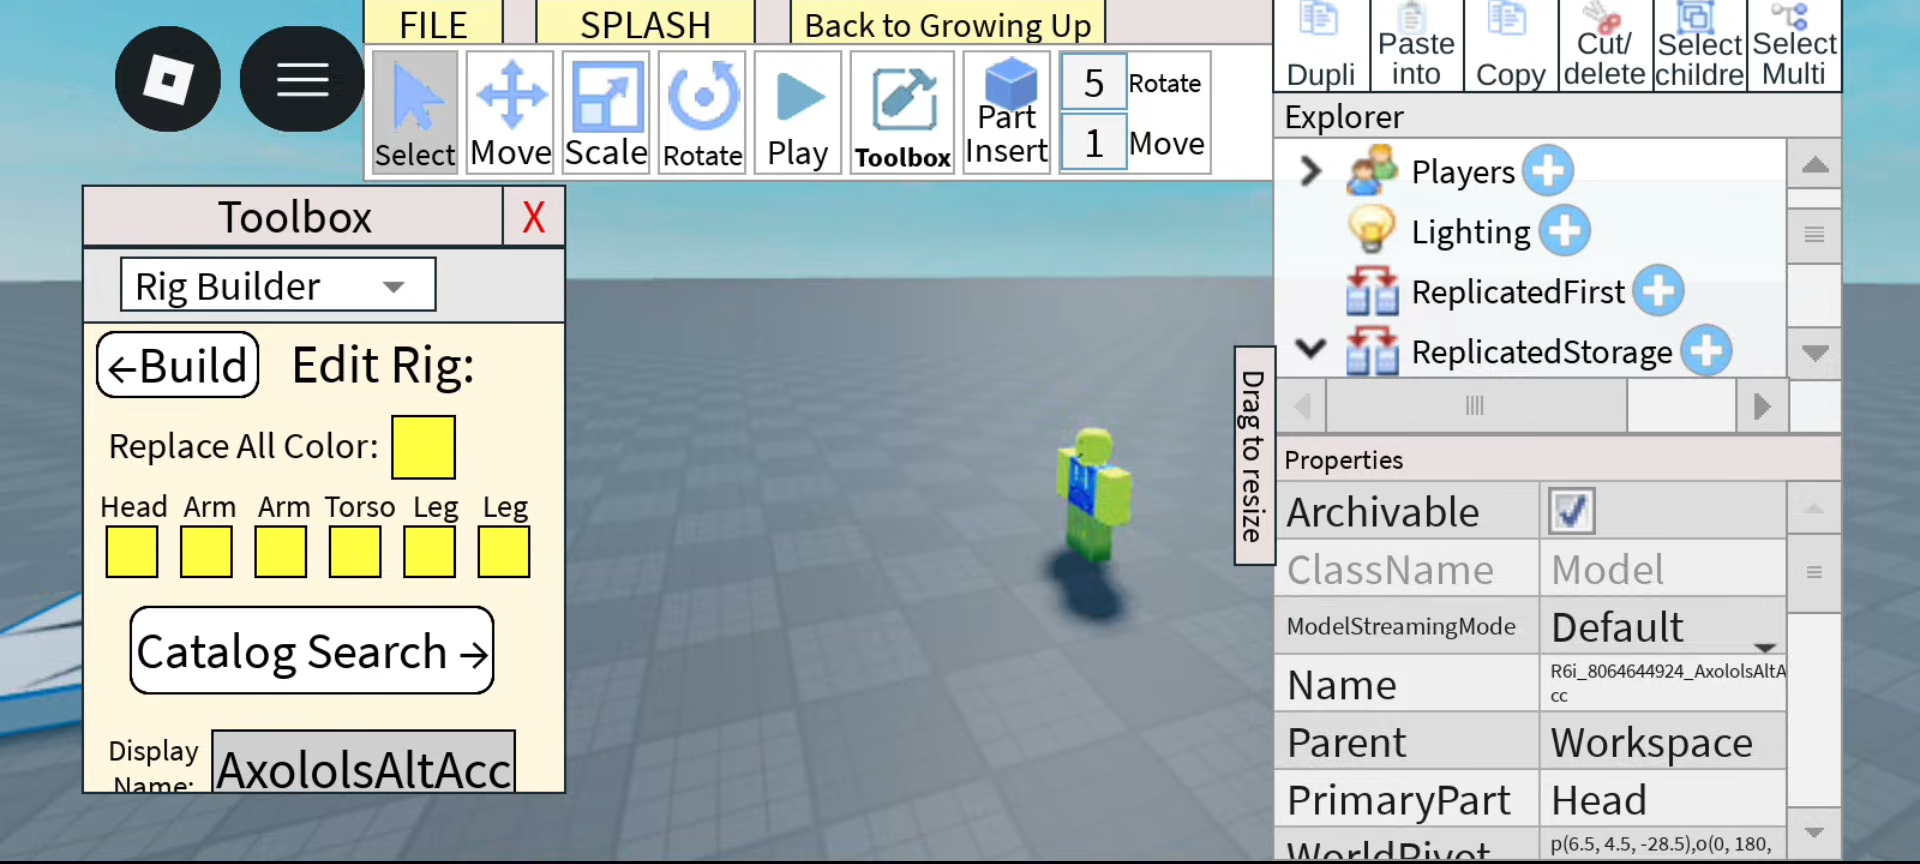 FILE
SPLASH
Back to Growing Up
Select
Move
Scale
Rotate
Play
Toolbox
Part
Insert
5 Rotate
1 Move
Dupli
Paste
into
Copy
Cut/
delete
Select
childre
Select
Multi
Toolbox
X
Rig Builder
←Build
Edit Rig:
Replace All Color:
Head Arm Arm Torso Leg Leg
Catalog Search →
Display
Name:
AxololsAltAcc
Drag to resize
Explorer
Players
Lighting
ReplicatedFirst
ReplicatedStorage
Properties
Archivable
ClassName Model
ModelStreamingMode Default
Name R6i_8064644924_AxololsAltA
cc
Parent Workspace
PrimaryPart Head
WorldPivot p(6.5, 4.5, -28.5),o(0, 180,